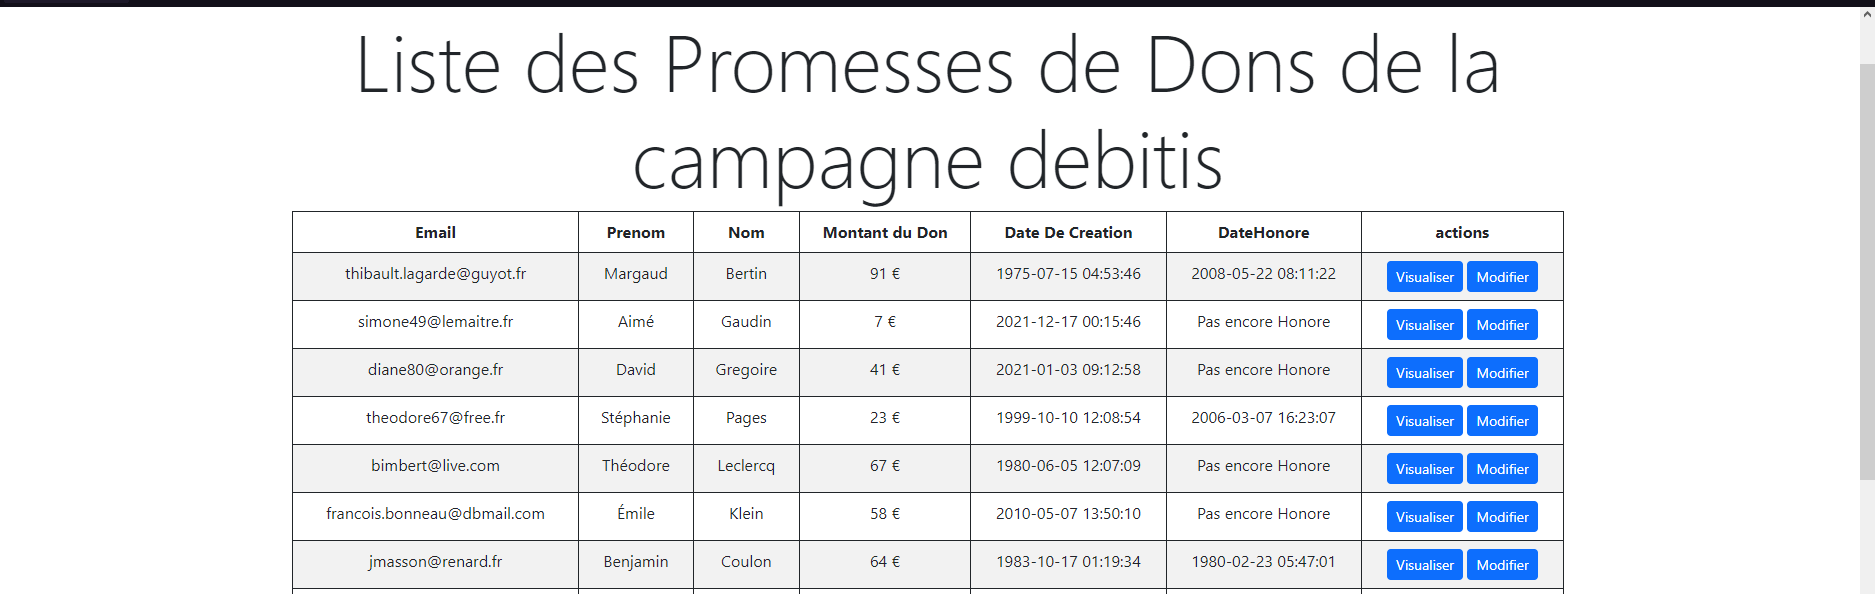 Liste des Promesses de Dons de la
campagne debitis
Email Prenom Nom Montant du Don Date De Creation DateHonore actions
thibault.lagarde@guyot.fr Margaud Bertin 91 € 1975-07-15 04:53:46 2008-05-22 08:11:22 Visualiser Modifier
simone49@lemaitre.fr Aimé Gaudin 7 € 2021-12-17 00:15:46 Pas encore Honore Visualiser Modifier
diane80@orange.fr David Gregoire 41 € 2021-01-03 09:12:58 Pas encore Honore Visualiser Modifier
theodore67@free.fr Stéphanie Pages 23 € 1999-10-10 12:08:54 2006-03-07 16:23:07 Visualiser Modifier
bimbert@live.com Théodore Leclercq 67 € 1980-06-05 12:07:09 Pas encore Honore Visualiser Modifier
francois.bonneau@dbmail.com Émile Klein 58 € 2010-05-07 13:50:10 Pas encore Honore Visualiser Modifier
jmasson@renard.fr Benjamin Coulon 64 € 1983-10-17 01:19:34 1980-02-23 05:47:01 Visualiser Modifier